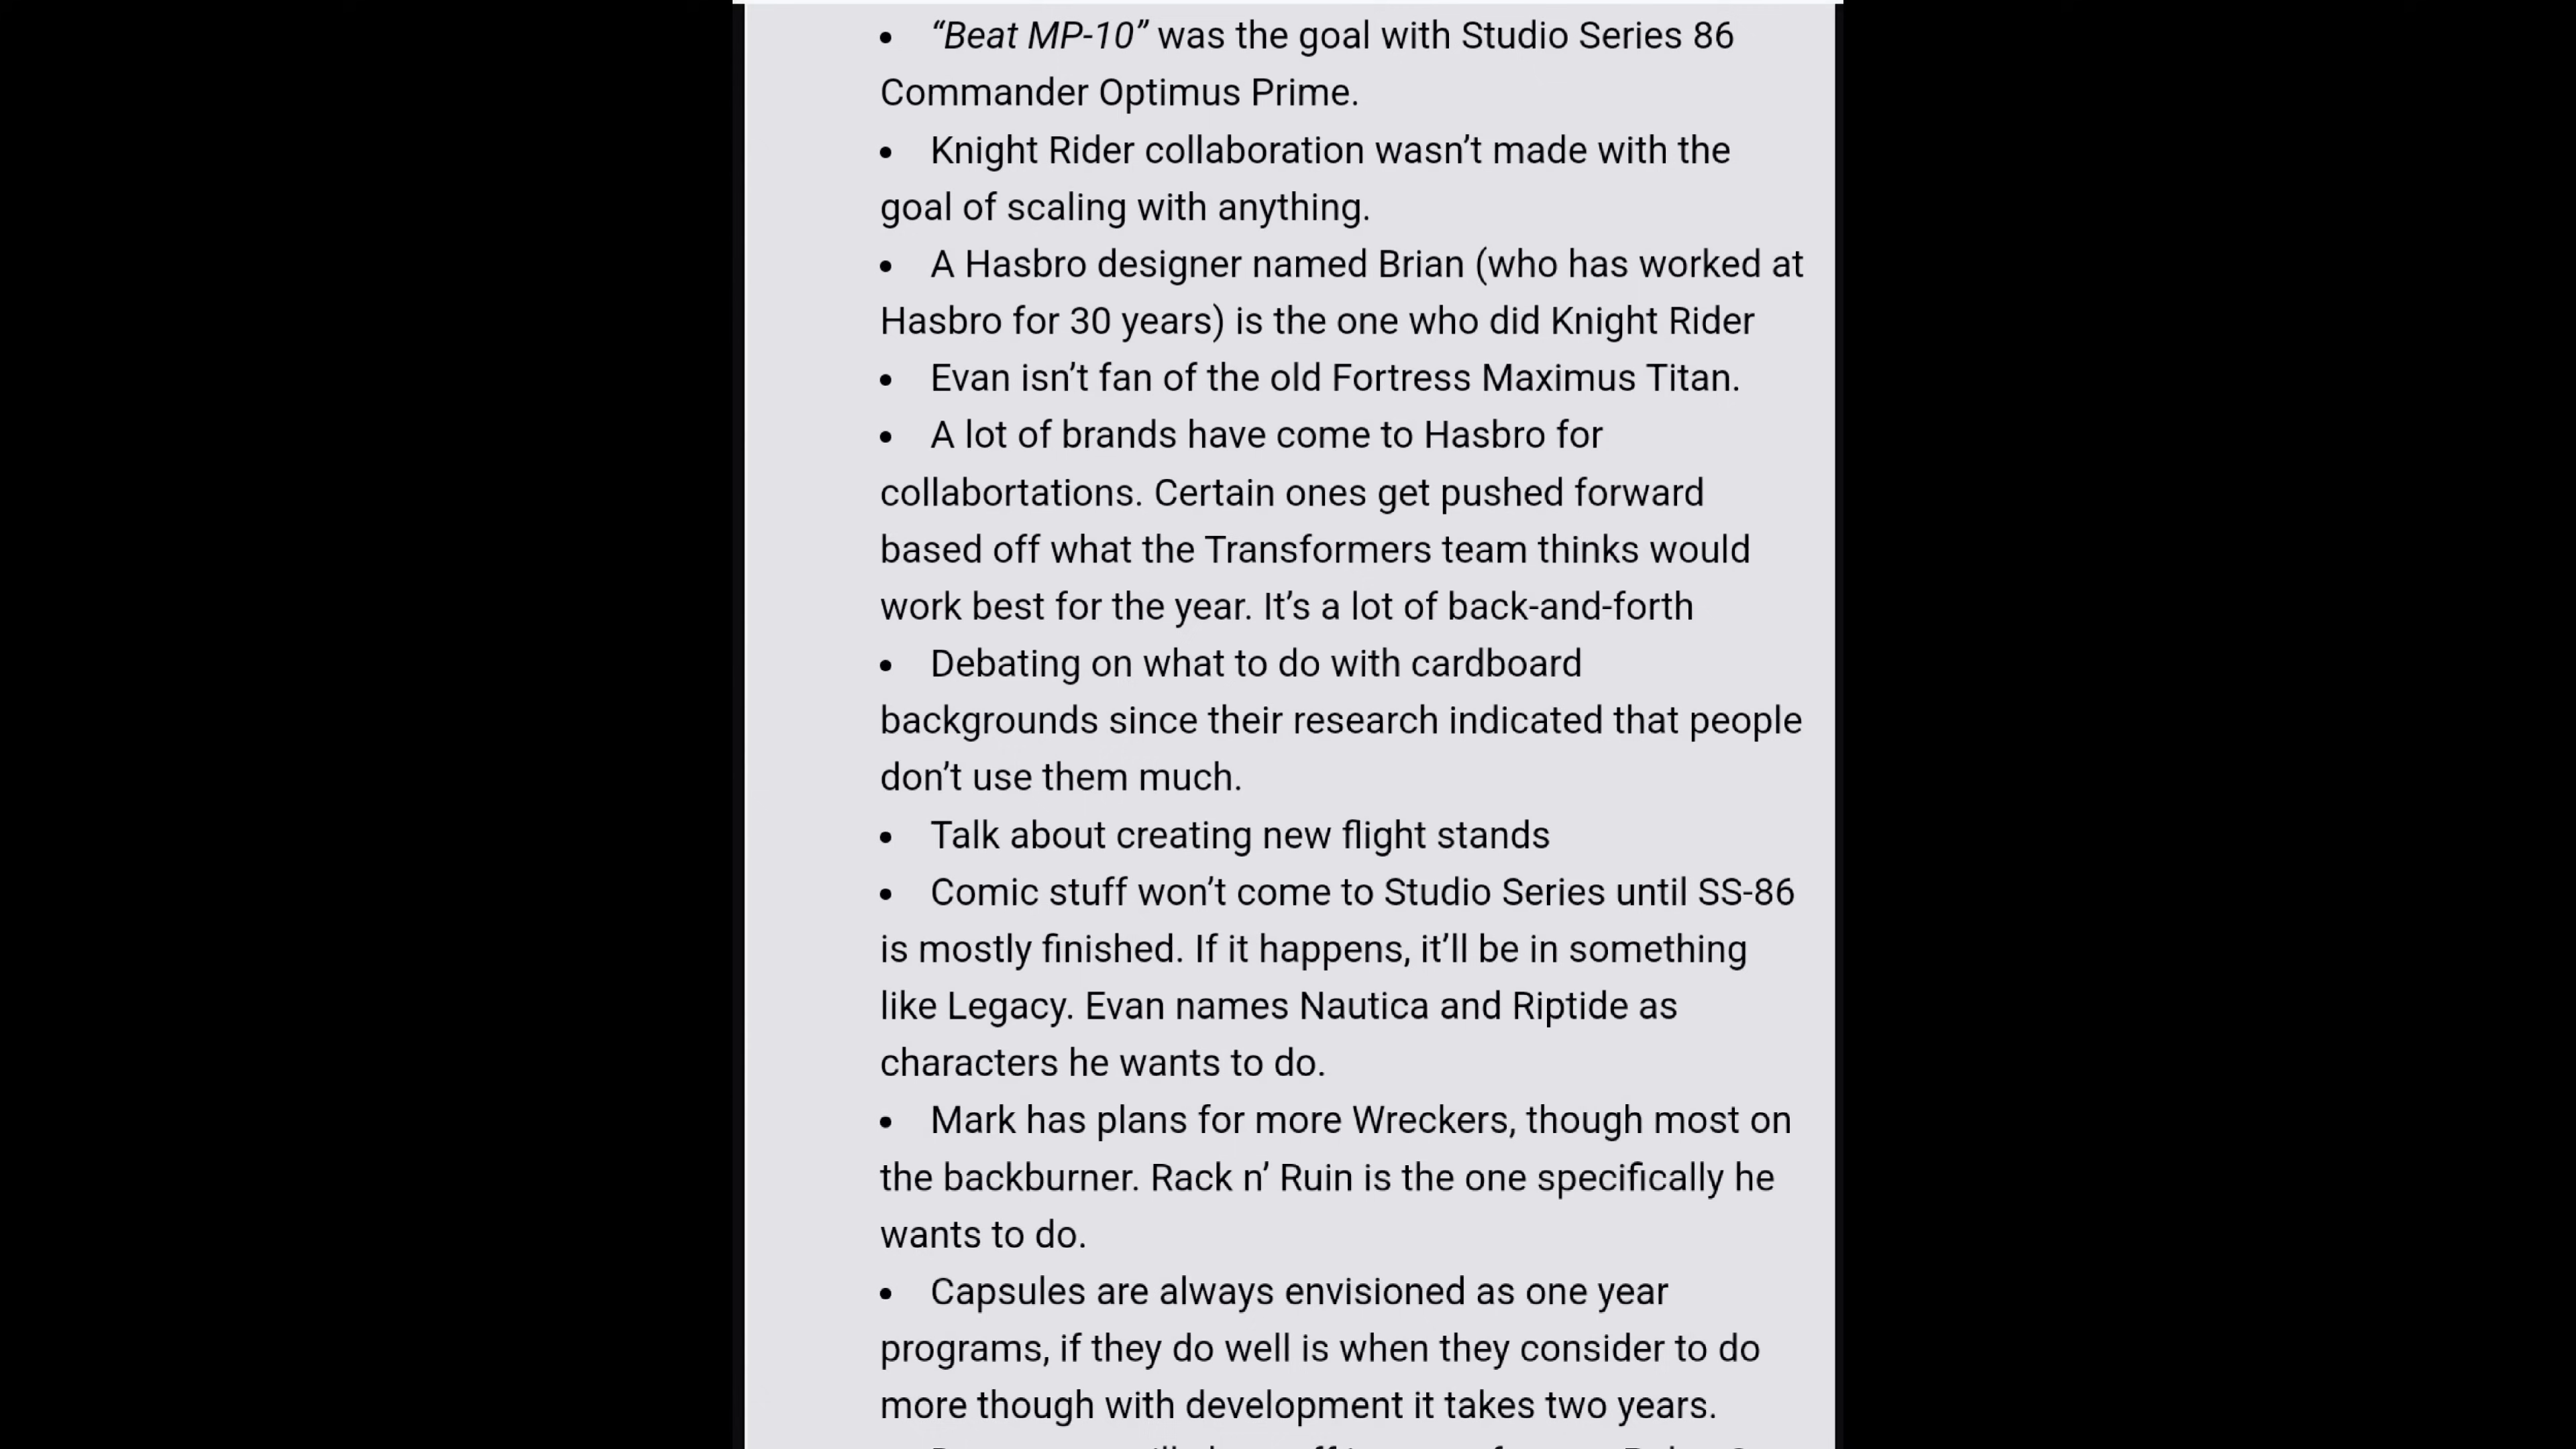 • “Beat MP-10” was the goal with Studio Series 86
Commander Optimus Prime.
• Knight Rider collaboration wasn’t made with the
goal of scaling with anything.
• A Hasbro designer named Brian (who has worked at
Hasbro for 30 years) is the one who did Knight Rider
• Evan isn’t fan of the old Fortress Maximus Titan.
• A lot of brands have come to Hasbro for
collabortations. Certain ones get pushed forward
based off what the Transformers team thinks would
work best for the year. It’s a lot of back-and-forth
• Debating on what to do with cardboard
backgrounds since their research indicated that people
don’t use them much.
• Talk about creating new flight stands
• Comic stuff won’t come to Studio Series until SS-86
is mostly finished. If it happens, it’ll be in something
like Legacy. Evan names Nautica and Riptide as
characters he wants to do.
• Mark has plans for more Wreckers, though most on
the backburner. Rack n’ Ruin is the one specifically he
wants to do.
• Capsules are always envisioned as one year
programs, if they do well is when they consider to do
more though with development it takes two years.